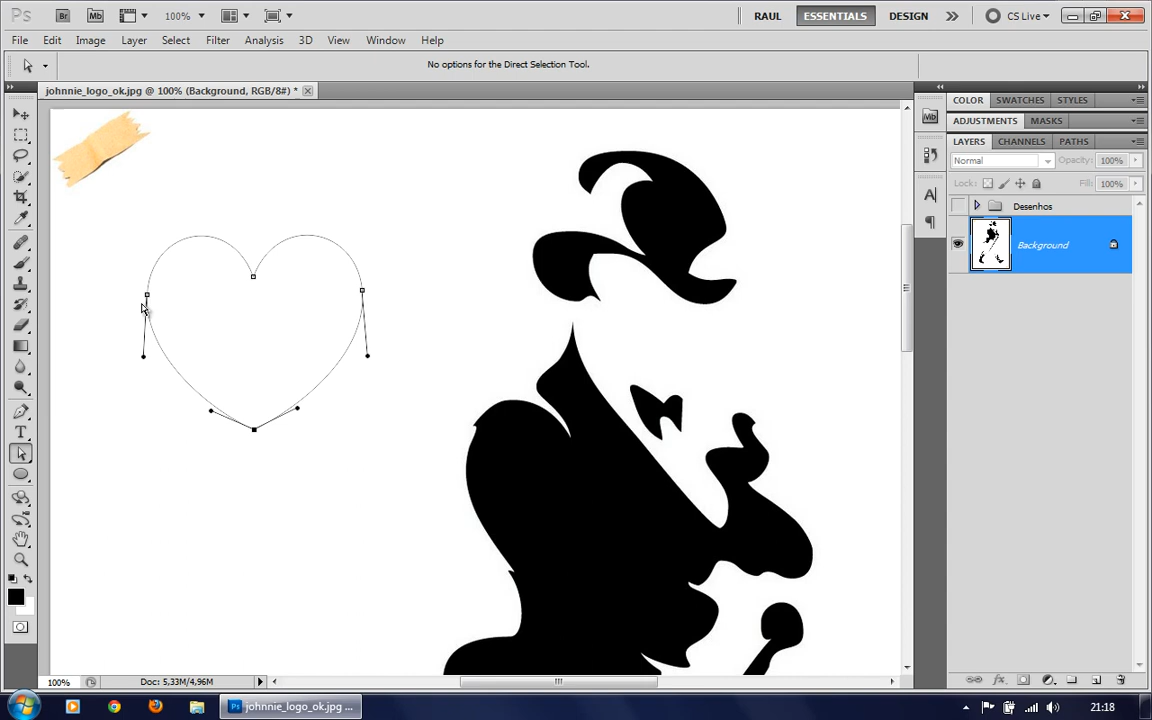 Ps Br Mb 100% RAUL ESSENTIALS DESIGN CS Live
File Edit Image Layer Select Filter Analysis 3D View Window Help
No options for the Direct Selection Tool.
johnnie_logo_ok.jpg @ 100% (Background, RGB/8#) *
COLOR SWATCHES STYLES
ADJUSTMENTS MASKS
LAYERS CHANNELS PATHS
Normal Opacity: 100%
Lock: Fill: 100%
Desenhos
Background
100% Doc: 5,33M/4,96M
johnnie_logo_ok.jpg ... 21:18